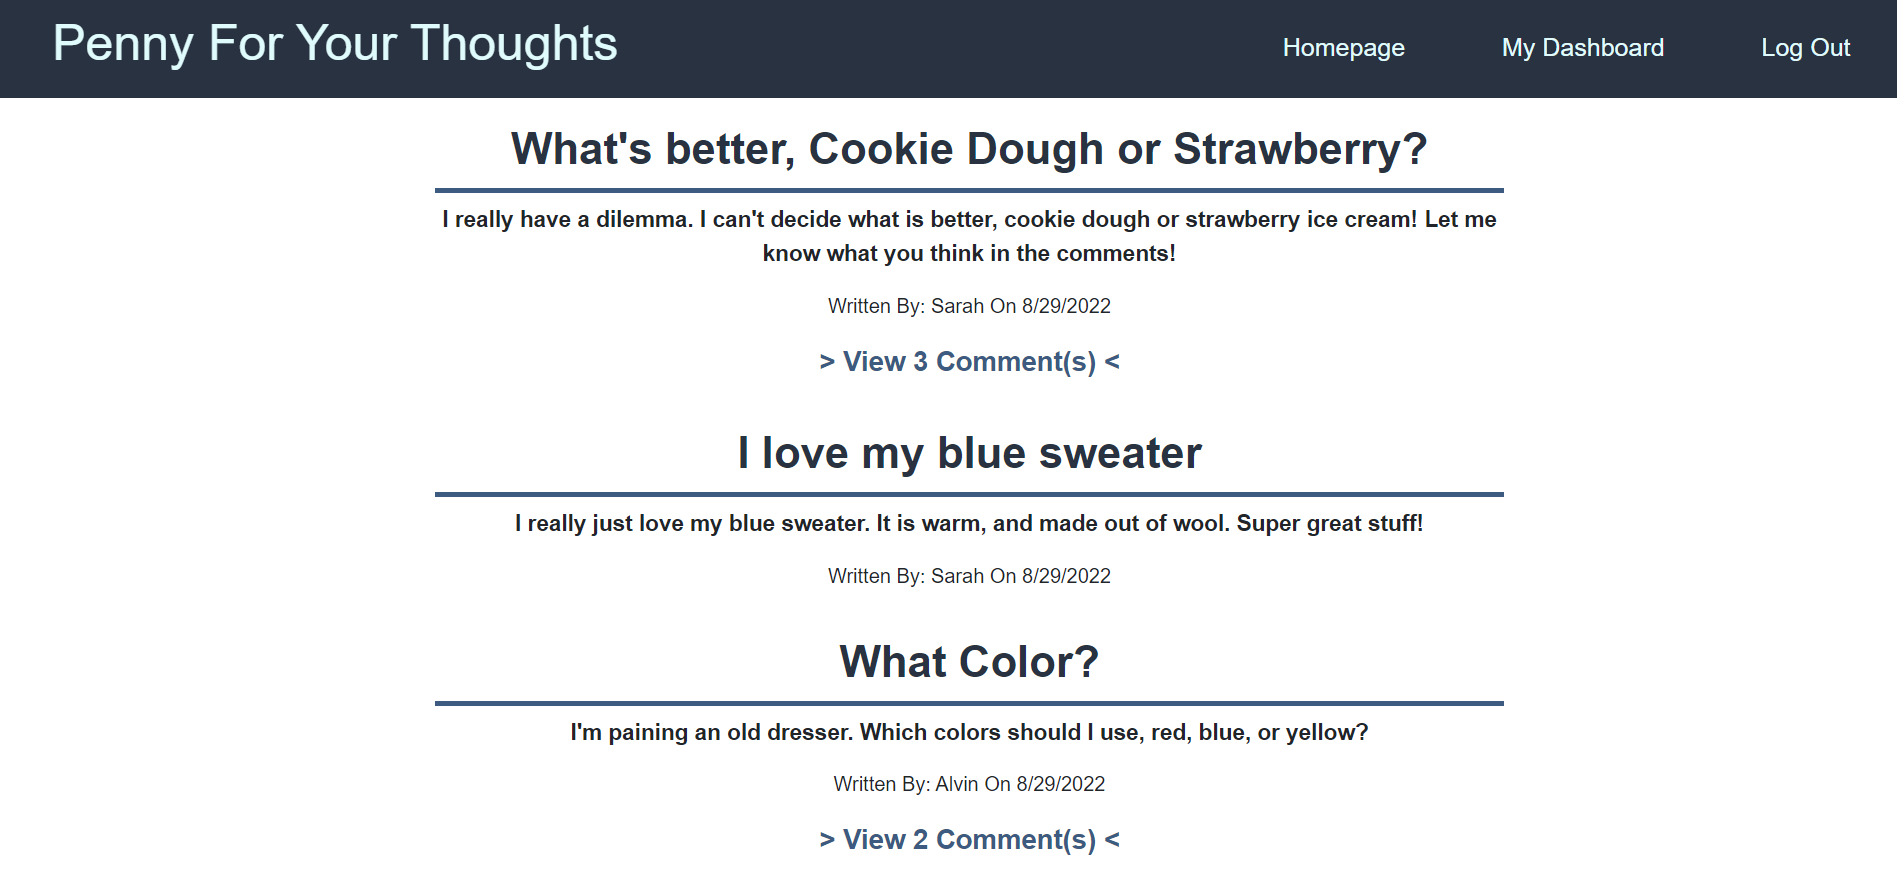 Penny For Your Thoughts
Homepage
My Dashboard
Log Out
What's better, Cookie Dough or Strawberry?
I really have a dilemma. I can't decide what is better, cookie dough or strawberry ice cream! Let me
know what you think in the comments!
Written By: Sarah On 8/29/2022
> View 3 Comment(s) <
I love my blue sweater
I really just love my blue sweater. It is warm, and made out of wool. Super great stuff!
Written By: Sarah On 8/29/2022
What Color?
I'm paining an old dresser. Which colors should I use, red, blue, or yellow?
Written By: Alvin On 8/29/2022
> View 2 Comment(s) <